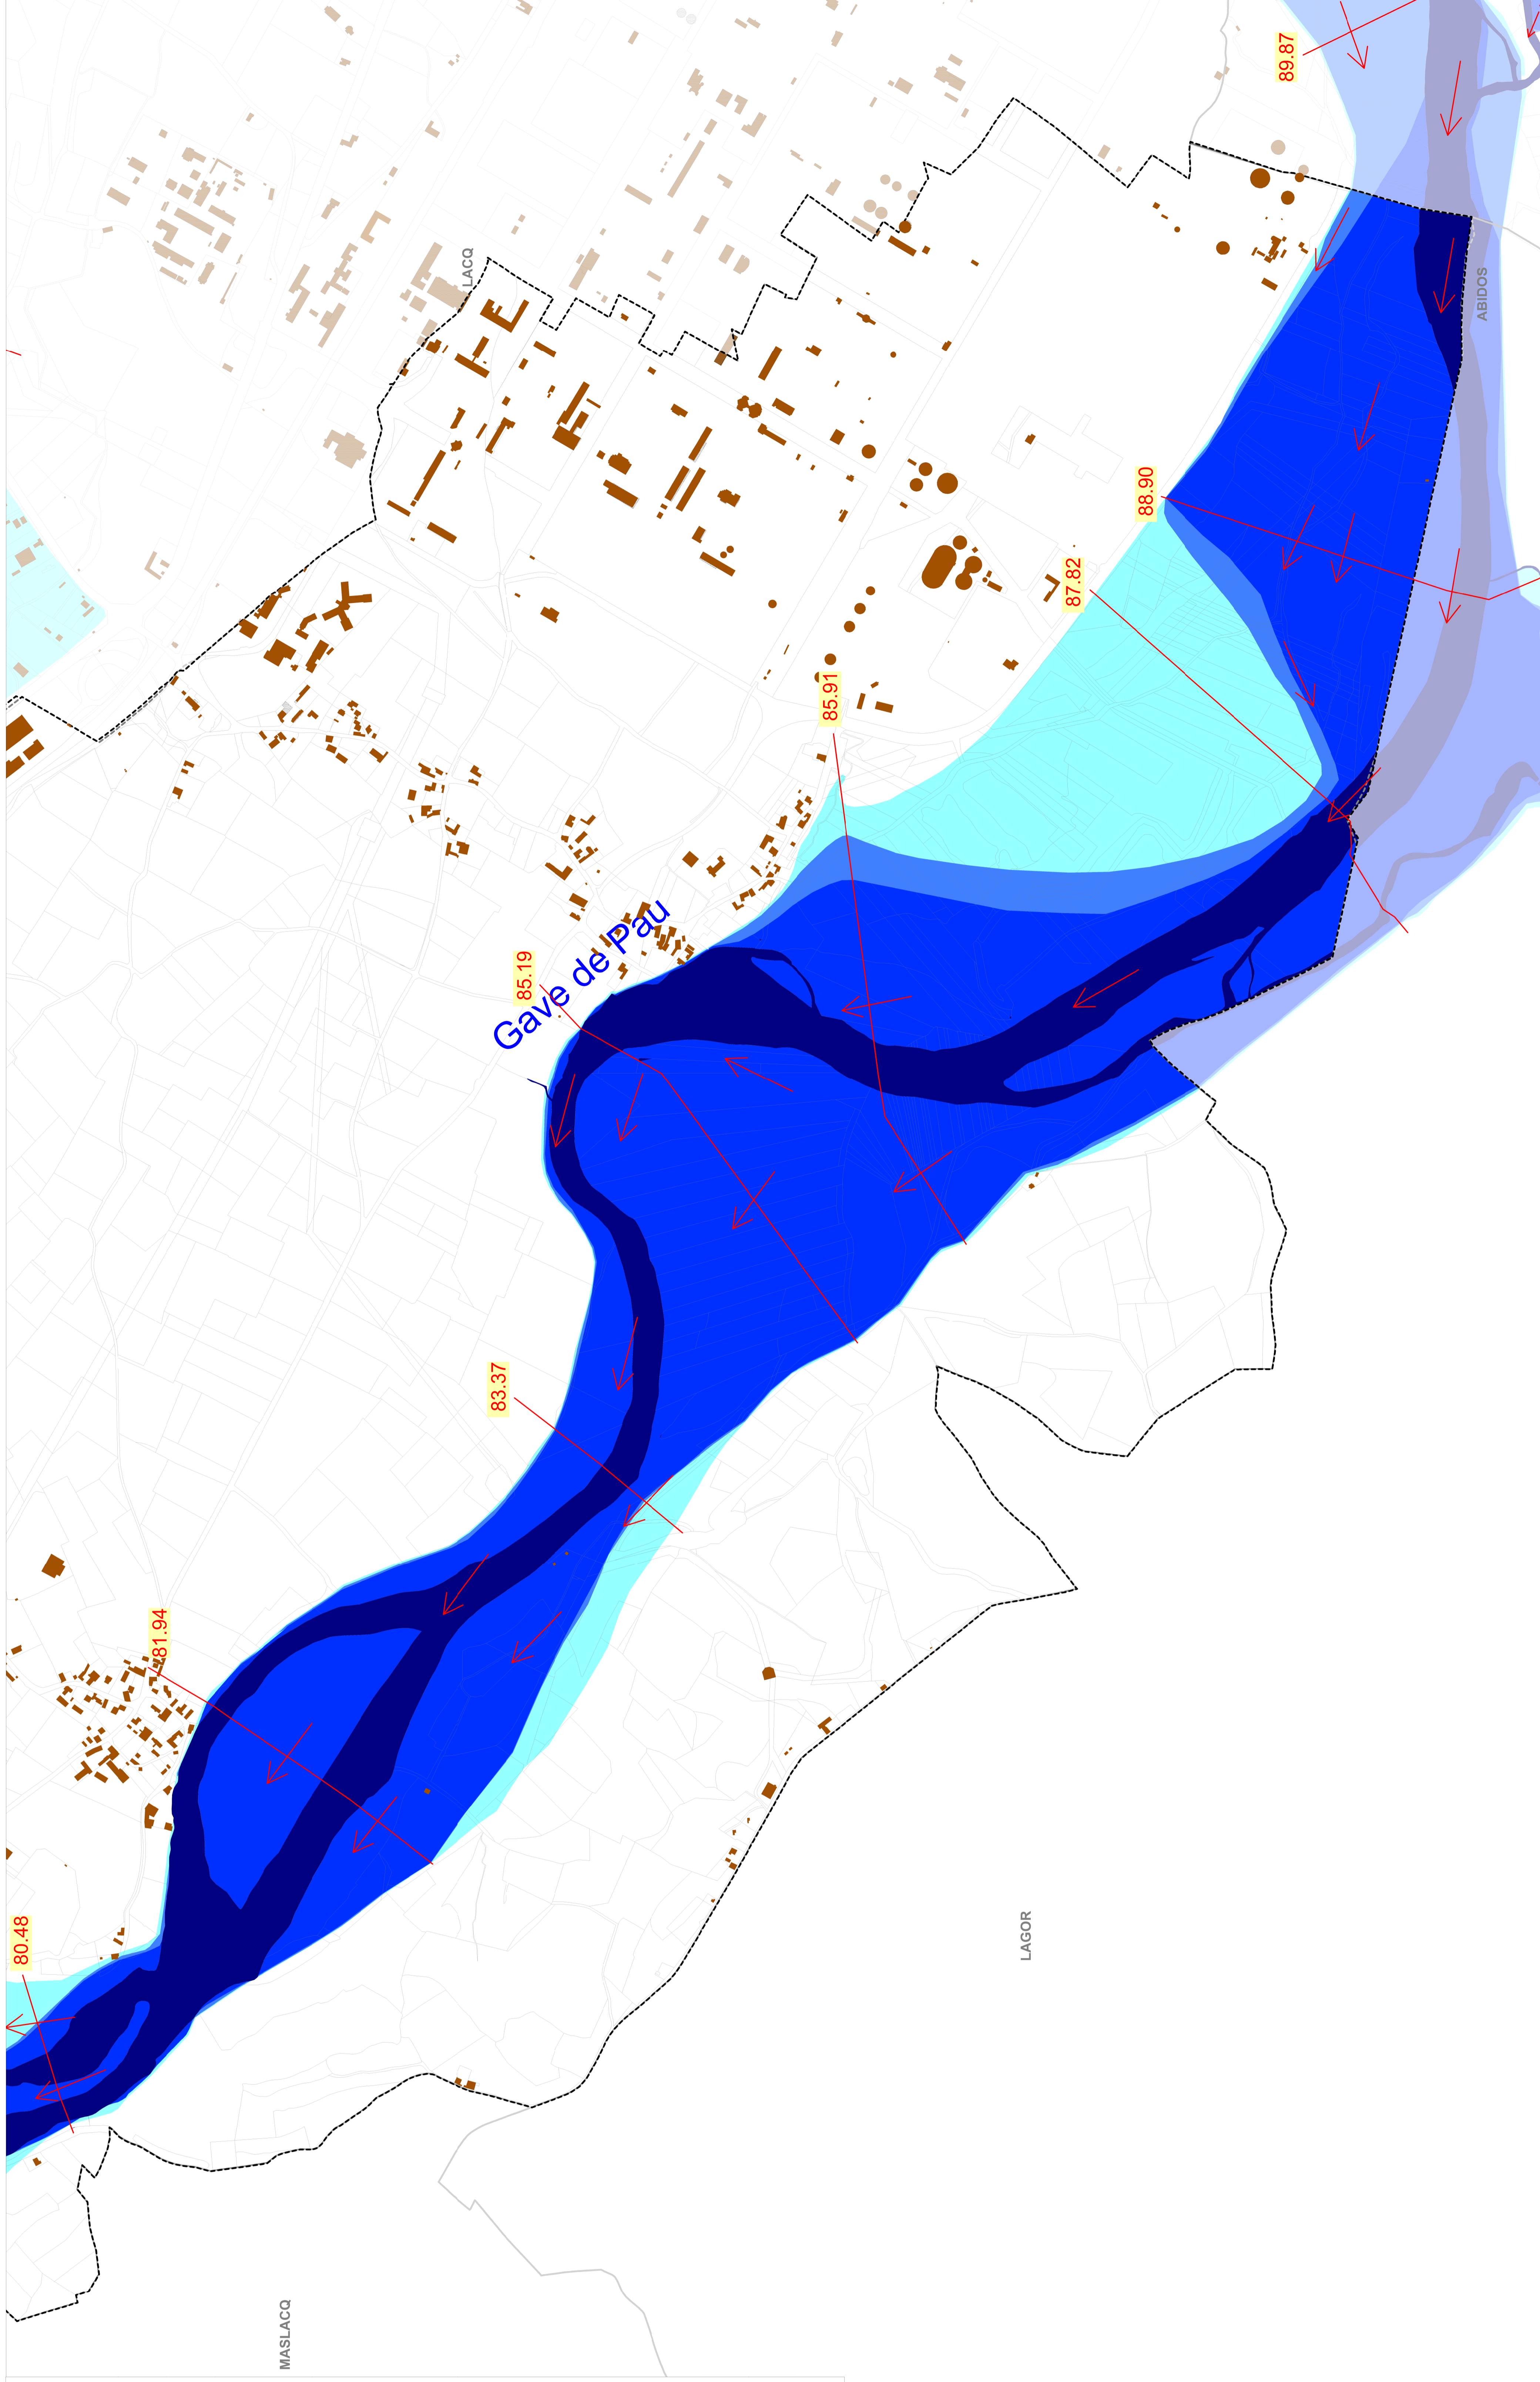 89.87
LACQ
ABIDOS
88.90
87.82
85.91
Gave de Pau
85.19
83.37
81.94
80.48
LAGOR
MASLACQ